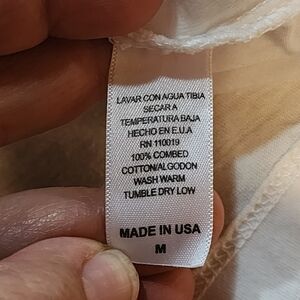 LAVAR CON AGUA TIBIA
SECAR A
TEMPERATURA BAJA
HECHO EN E.U.A
RN 110019
100% COMBED
COTTON/ALGODON
WASH WARM
TUMBLE DRY LOW
MADE IN USA
M